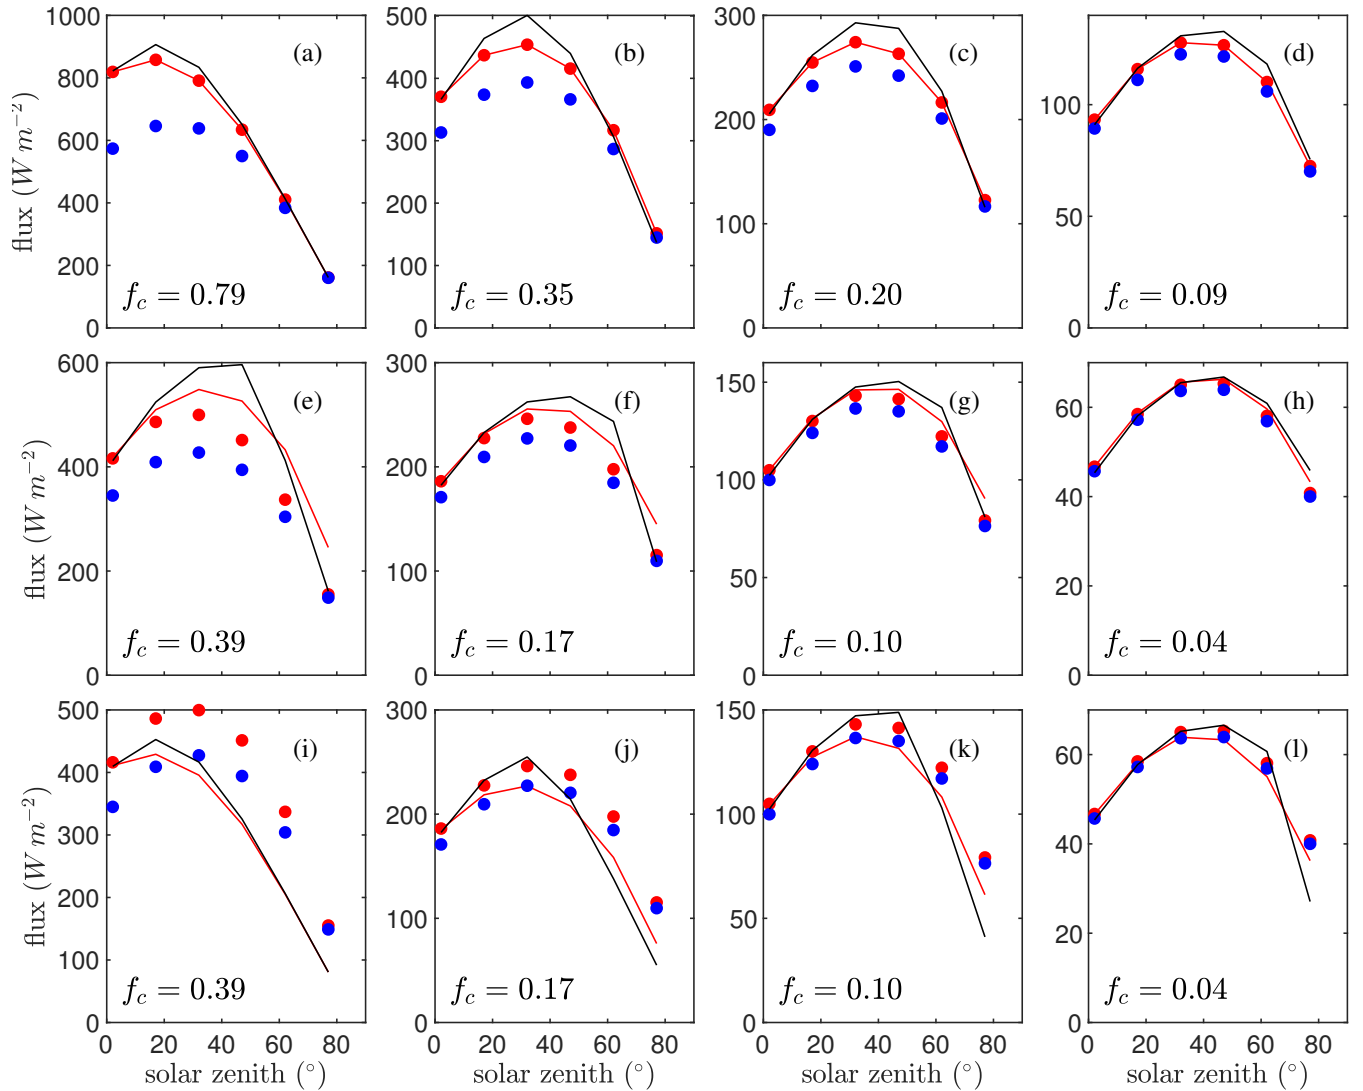 1000
800
600
400
200
0
flux (W m⁻²)
(a)
f_c = 0.79
500
400
300
200
100
0
(b)
f_c = 0.35
300
200
100
0
(c)
f_c = 0.20
100
50
0
(d)
f_c = 0.09
600
400
200
0
flux (W m⁻²)
(e)
f_c = 0.39
300
200
100
0
(f)
f_c = 0.17
150
100
50
0
(g)
f_c = 0.10
60
40
20
0
(h)
f_c = 0.04
500
400
300
200
100
0
flux (W m⁻²)
(i)
f_c = 0.39
0 20 40 60 80
solar zenith (°)
300
200
100
0
(j)
f_c = 0.17
0 20 40 60 80
solar zenith (°)
150
100
50
0
(k)
f_c = 0.10
0 20 40 60 80
solar zenith (°)
60
40
20
0
(l)
f_c = 0.04
0 20 40 60 80
solar zenith (°)